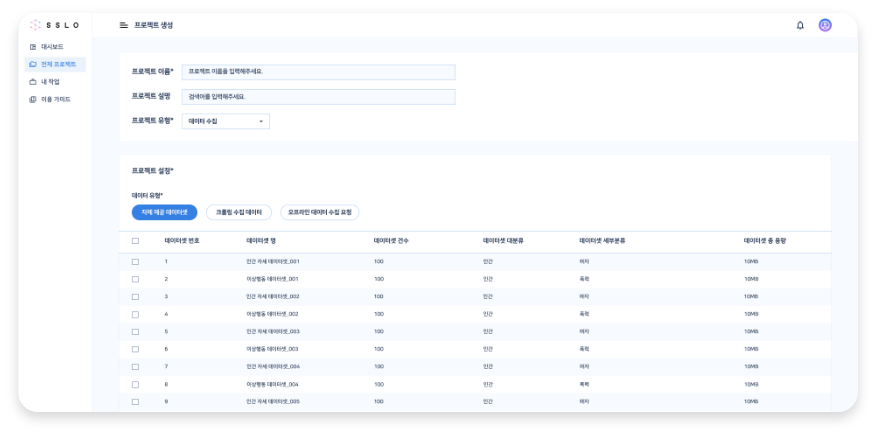 SSLO
프로젝트 생성
대시보드
전체 프로젝트
내 작업
이용 가이드
프로젝트 이름* 프로젝트 이름을 입력해주세요.
프로젝트 설명 검색어를 입력해주세요.
프로젝트 유형* 데이터 수집
프로젝트 설정*
데이터 유형*
자체 제공 데이터셋 크롤링 수집 데이터 오프라인 데이터 수집 요청
데이터셋 번호 데이터셋 명 데이터셋 건수 데이터셋 대분류 데이터셋 세부분류 데이터셋 총 용량
1 인간 자세 데이터셋_001 100 인간 여자 10MB
2 이상행동 데이터셋_001 100 인간 폭력 10MB
3 인간 자세 데이터셋_002 100 인간 여자 10MB
4 이상행동 데이터셋_002 100 인간 폭력 10MB
5 인간 자세 데이터셋_003 100 인간 여자 10MB
6 이상행동 데이터셋_003 100 인간 폭력 10MB
7 인간 자세 데이터셋_004 100 인간 여자 10MB
8 이상행동 데이터셋_004 100 인간 폭력 10MB
9 인간 자세 데이터셋_005 100 인간 여자 10MB